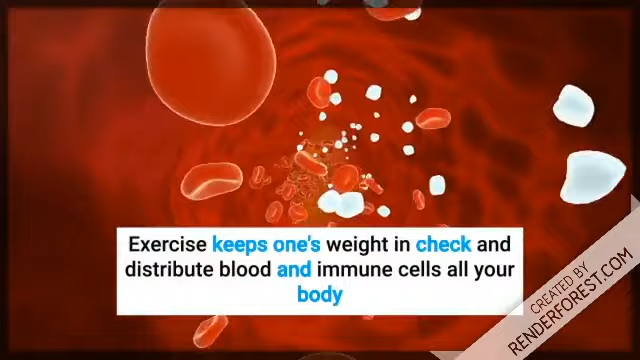 Exercise keeps one's weight in check and
distribute blood and immune cells all your
body
CREATED BY
RENDERFOREST.COM